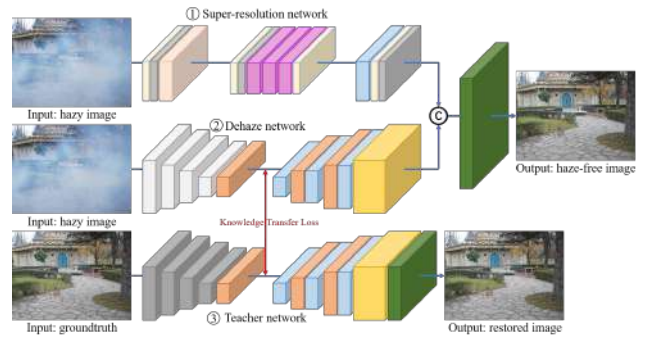 ① Super-resolution network
Input: hazy image
② Dehaze network
C
Output: haze-free image
Input: hazy image
Knowledge Transfer Loss
Input: groundtruth
③ Teacher network
Output: restored image